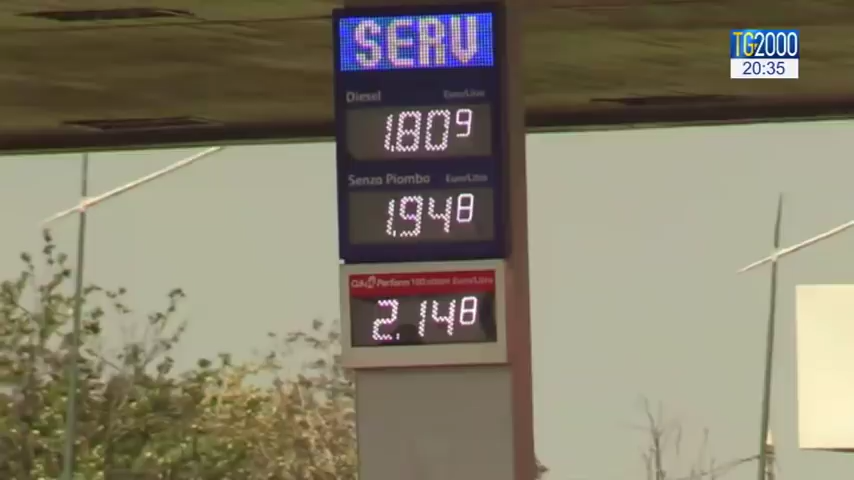 SERV
TG2000
20:35
Diesel Euro/Litro
1.809
Senza Piombo Euro/Litro
1.948
Perform Euro/Litro
2.148